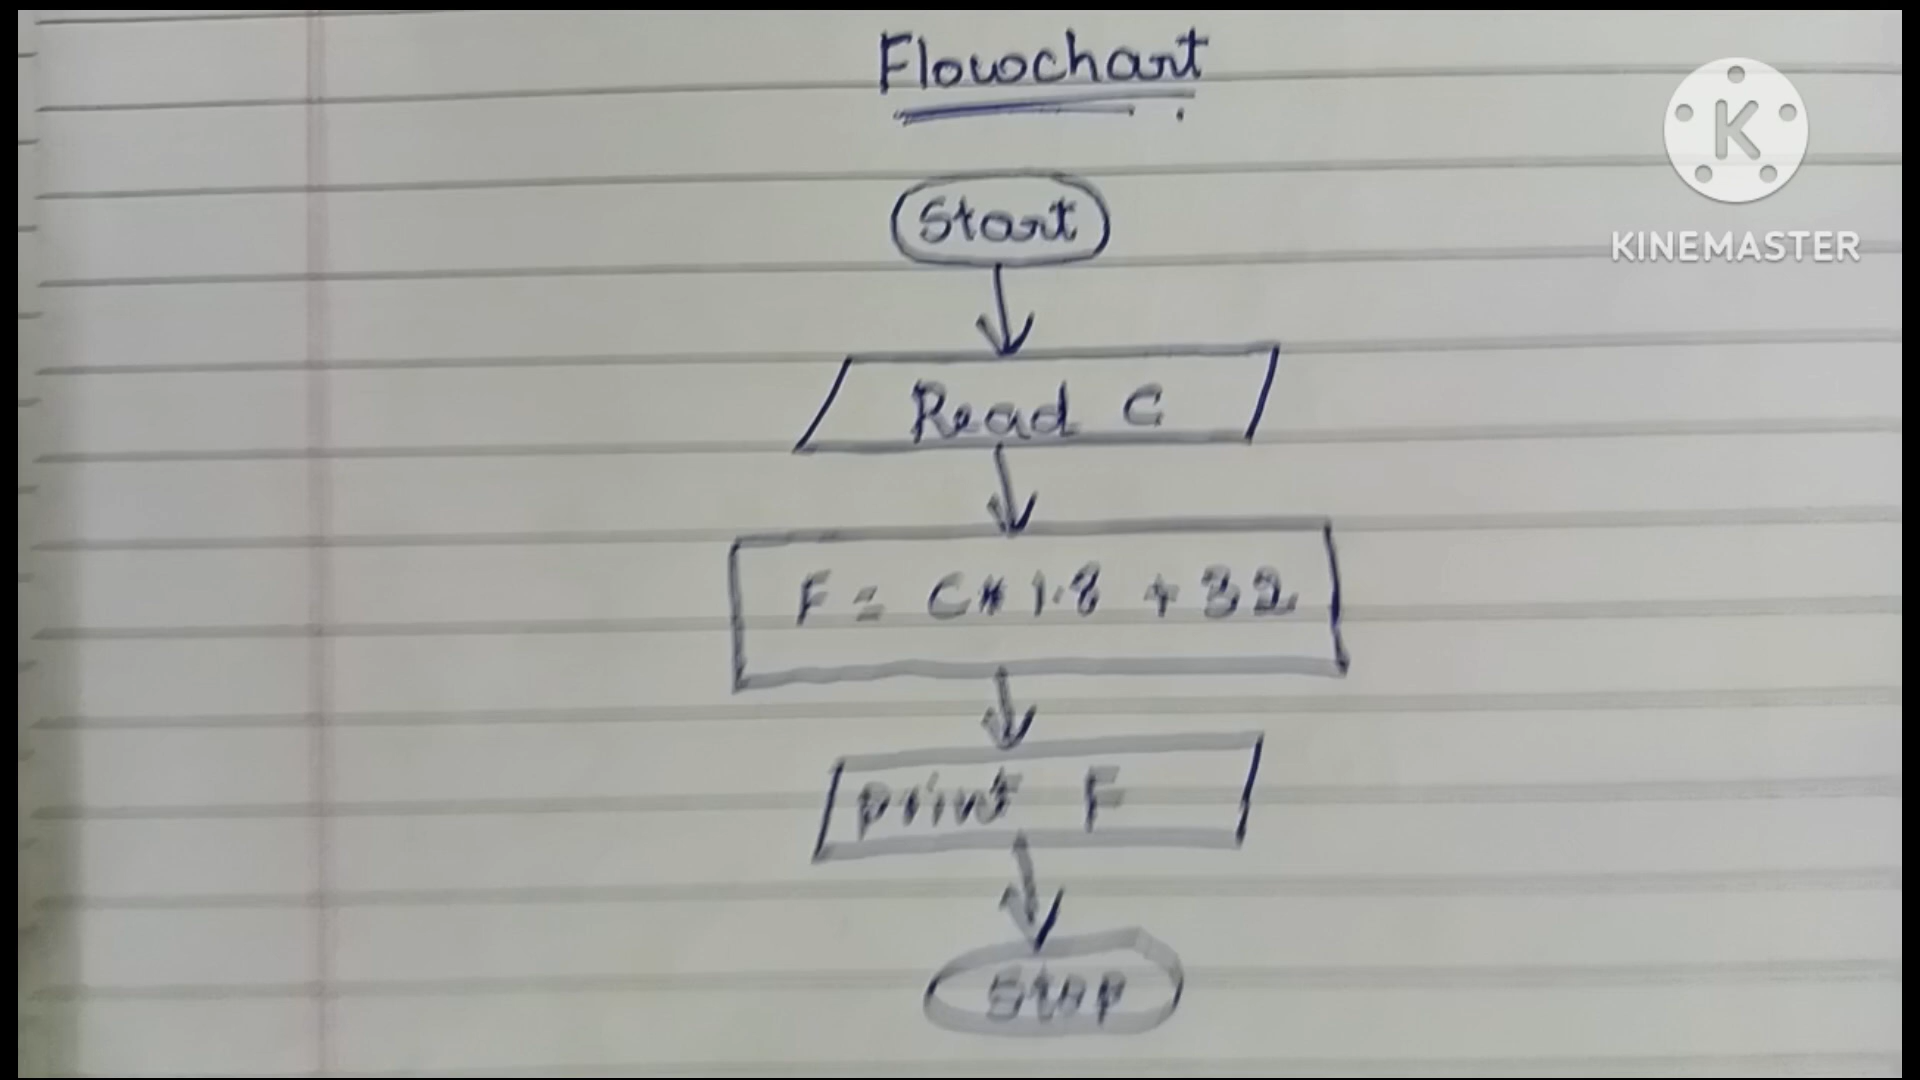 Flowchart
K
KINEMASTER
Start
Read C
F = C * 1.8 + 32
print F
Stop